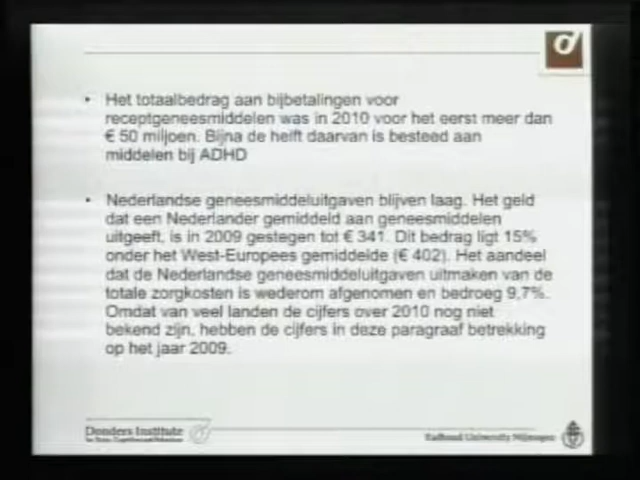 • Het totaalbedrag aan bijbetalingen voor
receptgeneesmiddelen was in 2010 voor het eerst meer dan
€ 50 miljoen. Bijna de helft daarvan is besteed aan
middelen bij ADHD
• Nederlandse geneesmiddeluitgaven blijven laag. Het geld
dat een Nederlander gemiddeld aan geneesmiddelen
uitgeeft, is in 2009 gestegen tot € 341. Dit bedrag ligt 15%
onder het West-Europees gemiddelde (€ 402). Het aandeel
dat de Nederlandse geneesmiddeluitgaven uitmaken van de
totale zorgkosten is wederom afgenomen en bedroeg 9,7%.
Omdat van veel landen de cijfers over 2010 nog niet
bekend zijn, hebben de cijfers in deze paragraaf betrekking
op het jaar 2009.
Donders Institute
Radboud University Nijmegen